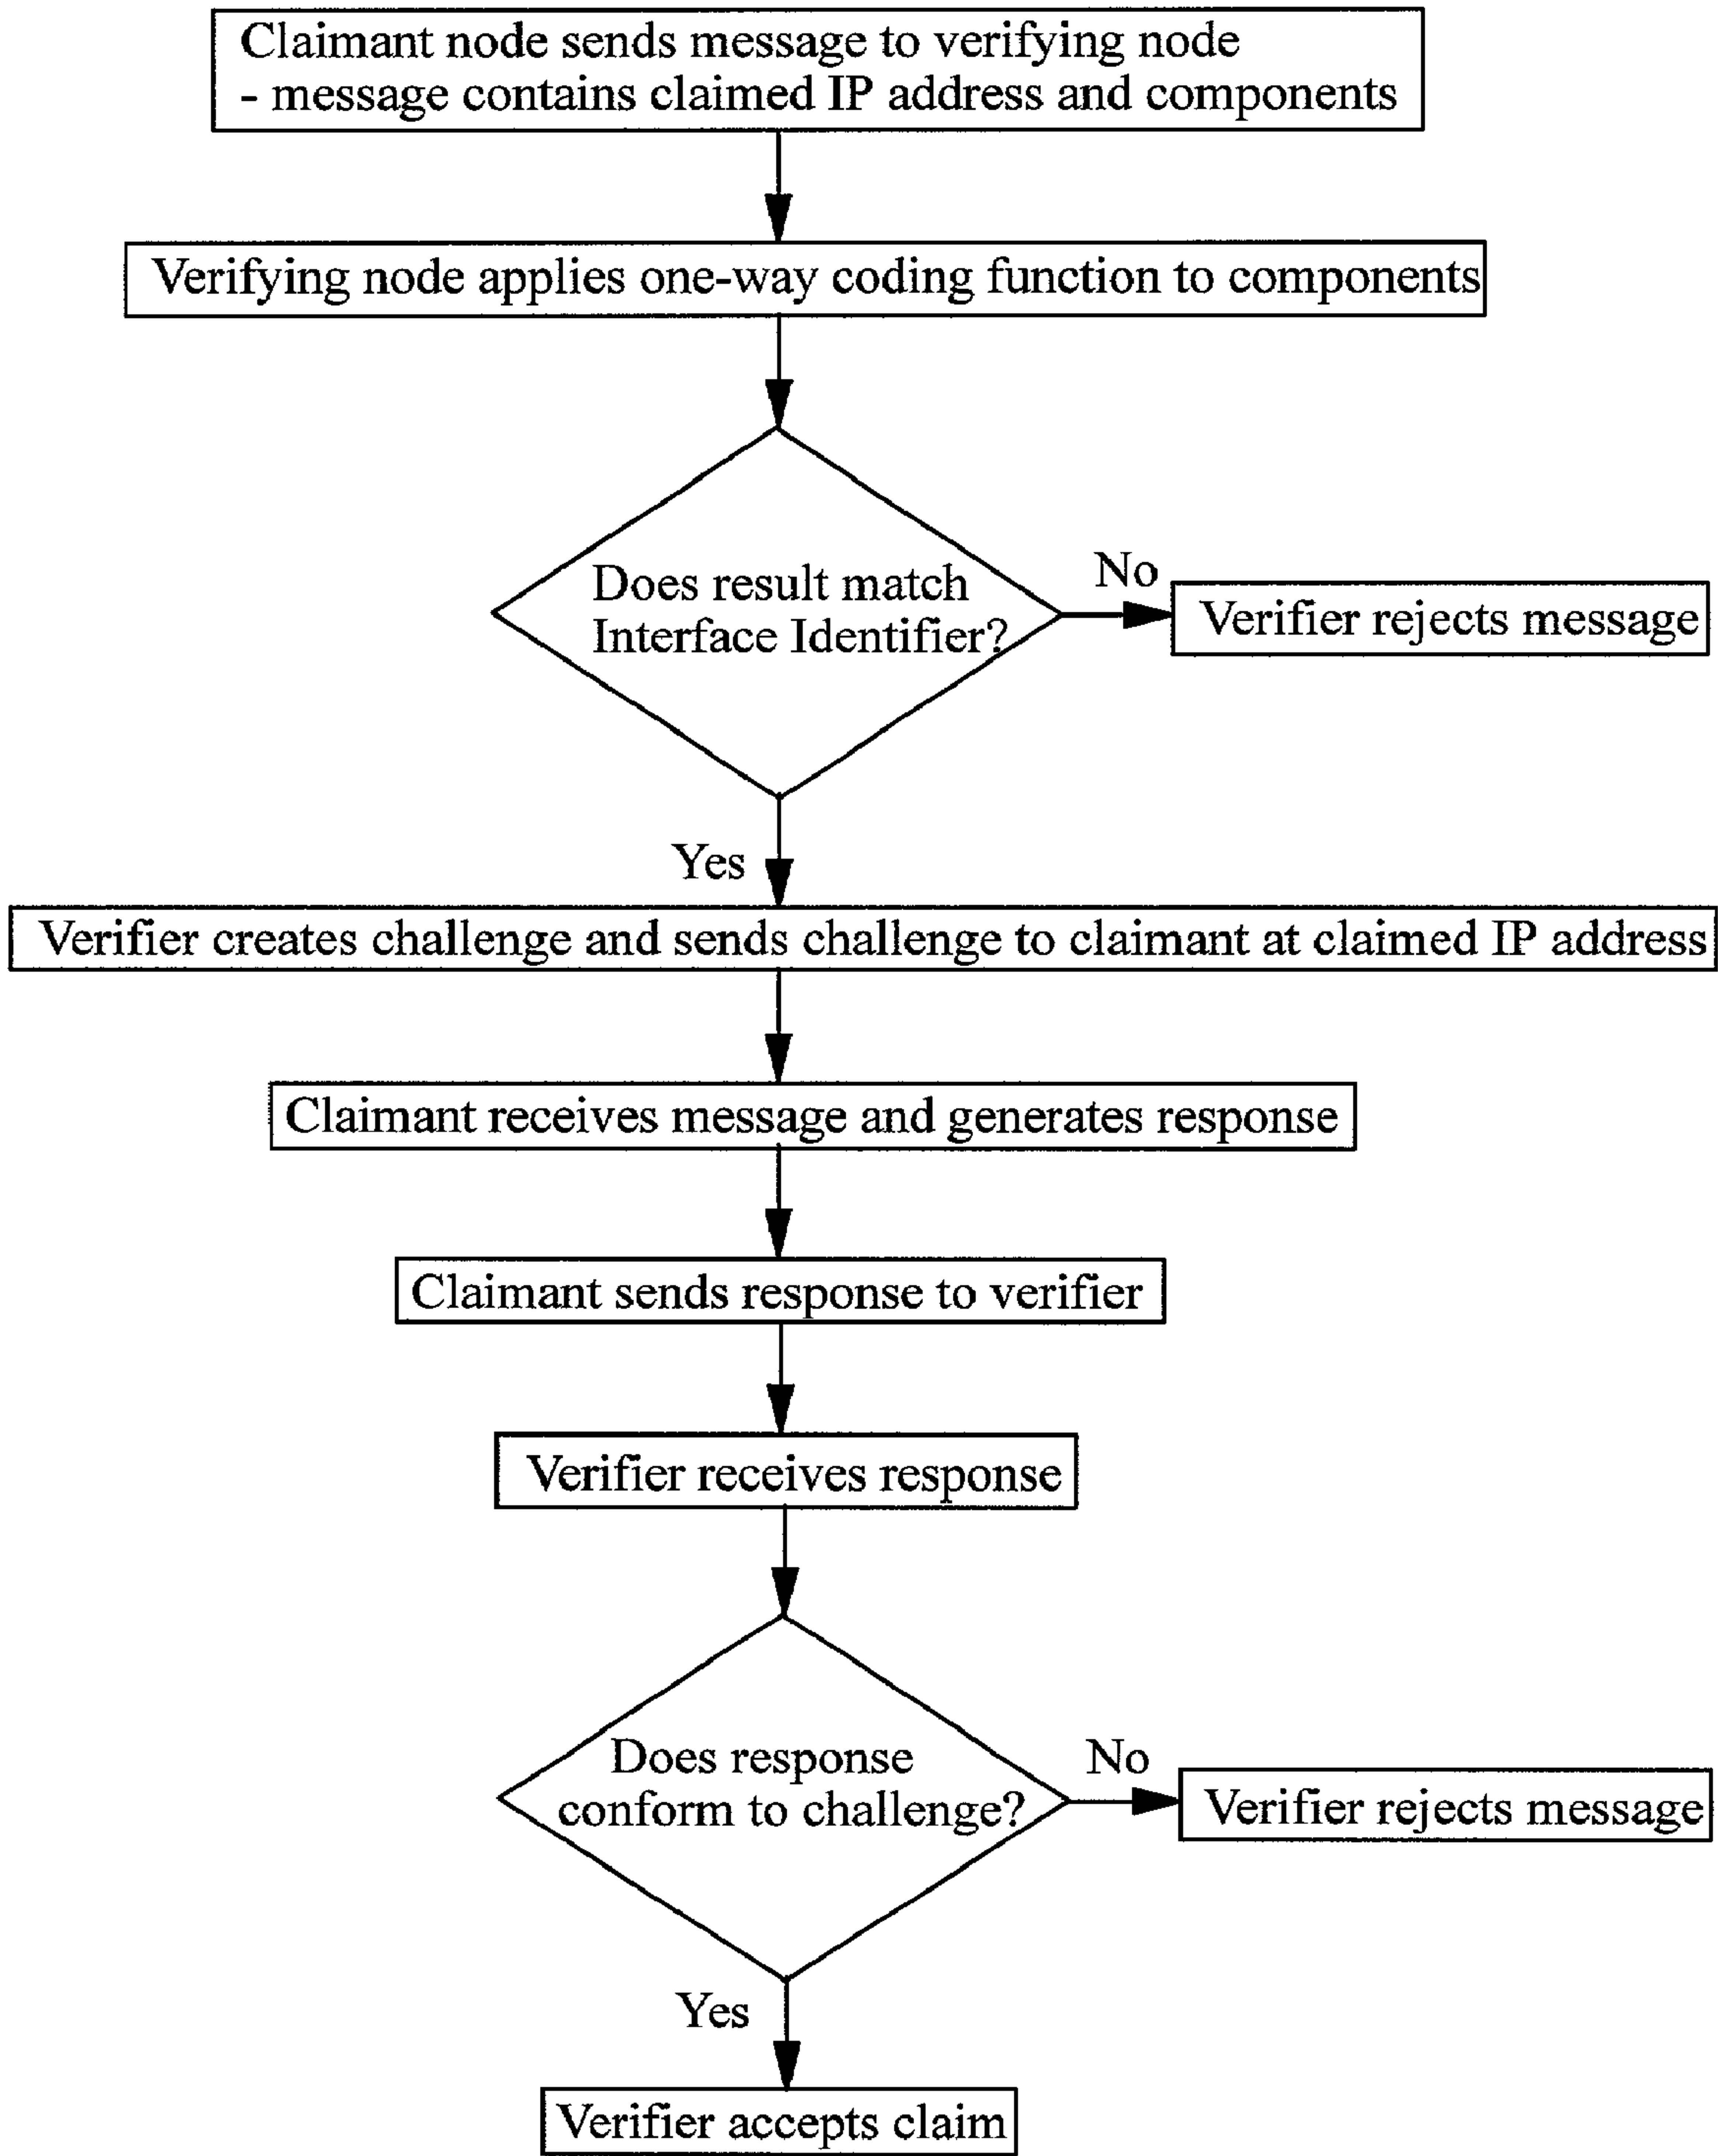 Claimant node sends message to verifying node
- message contains claimed IP address and components
Verifying node applies one-way coding function to components
Does result match
Interface Identifier?
No
Verifier rejects message
Yes
Verifier creates challenge and sends challenge to claimant at claimed IP address
Claimant receives message and generates response
Claimant sends response to verifier
Verifier receives response
Does response
conform to challenge?
No
Verifier rejects message
Yes
Verifier accepts claim